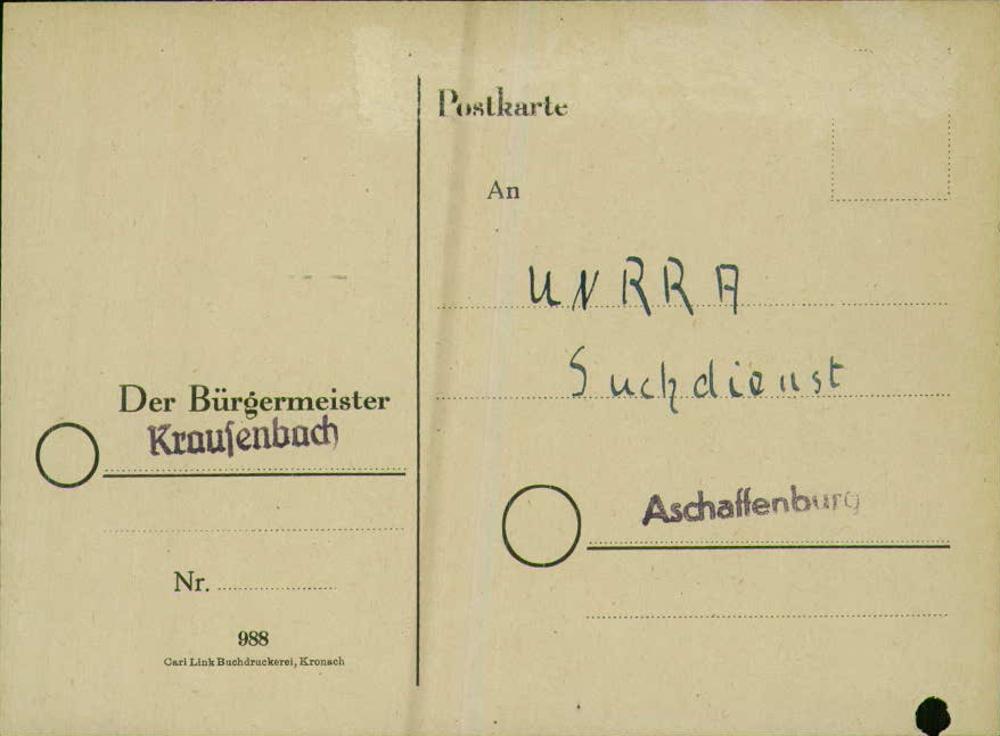 Postkarte
An
UNRRA
Suchdienst
Aschaffenburg
Der Bürgermeister
Krauſenbach
Nr.
988
Carl Link Buchdruckerei, Kronach